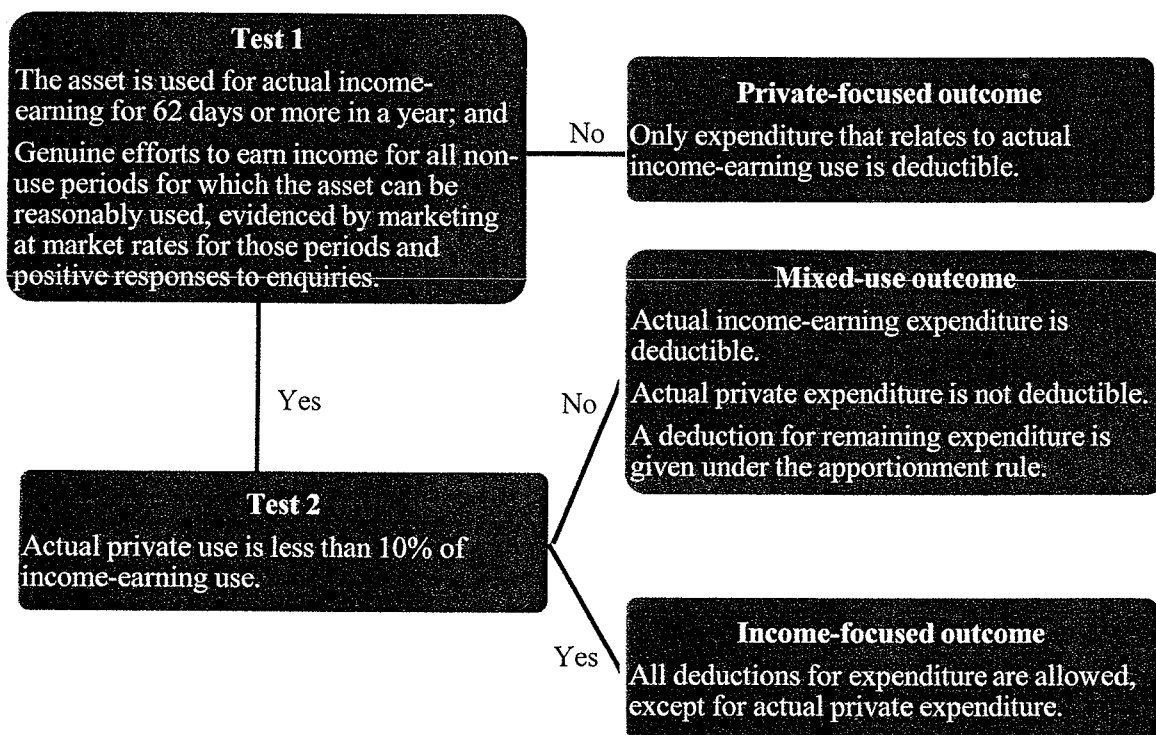 Test 1
The asset is used for actual income-
earning for 62 days or more in a year; and
Genuine efforts to earn income for all non-
use periods for which the asset can be
reasonably used, evidenced by marketing
at market rates for those periods and
positive responses to enquiries.
No
Private-focused outcome
Only expenditure that relates to actual
income-earning use is deductible.
Yes
Test 2
Actual private use is less than 10% of
income-earning use.
No
Mixed-use outcome
Actual income-earning expenditure is
deductible.
Actual private expenditure is not deductible.
A deduction for remaining expenditure is
given under the apportionment rule.
Yes
Income-focused outcome
All deductions for expenditure are allowed,
except for actual private expenditure.